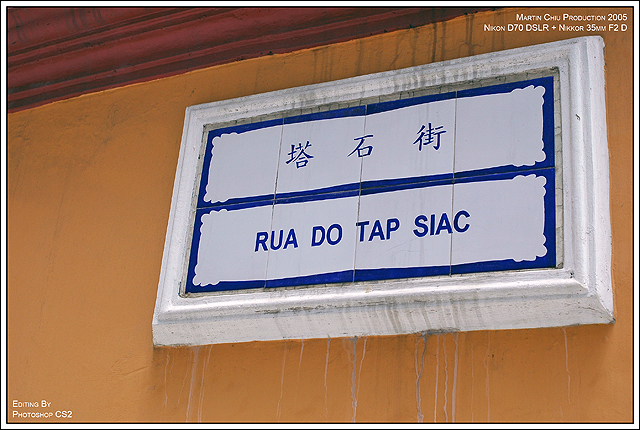 Martin Chiu Production 2005
Nikon D70 DSLR + Nikkor 35mm F2 D
塔石街
RUA DO TAP SIAC
Editing By
Photoshop CS2